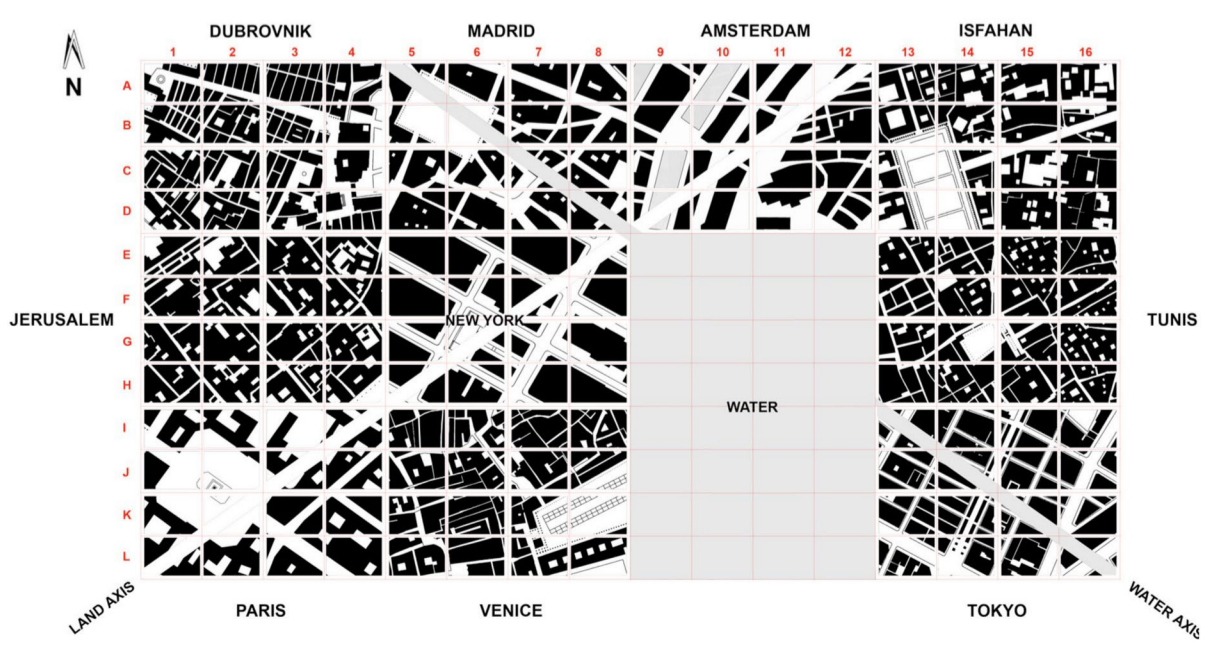 DUBROVNIK MADRID AMSTERDAM ISFAHAN
1 2 3 4 5 6 7 8 9 10 11 12 13 14 15 16
N
A
B
C
D
E
F
JERUSALEM NEW YORK TUNIS
G
H
WATER
I
J
K
L
LAND AXIS
WATER AXIS
PARIS VENICE TOKYO